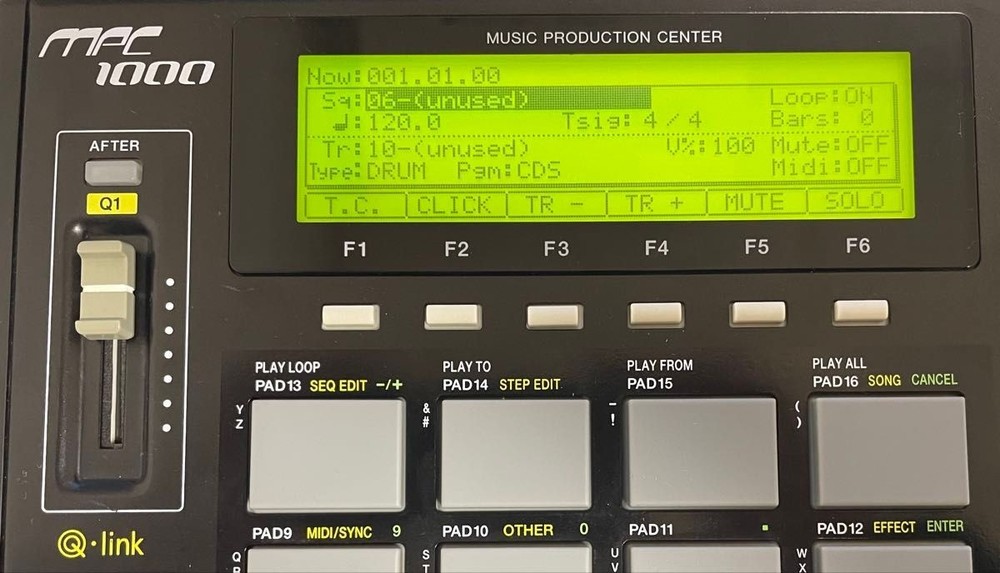 MPC
1000
MUSIC PRODUCTION CENTER
Now:001.01.00
Sq:06-(unused) Loop:ON
♩:120.0 Tsig: 4/4 Bars: 0
Tr:10-(unused) V%:100 Mute:OFF
Type:DRUM Pgm:CDS Midi:OFF
T.C. CLICK TR - TR + MUTE SOLO
F1 F2 F3 F4 F5 F6
AFTER
Q1
Q·link
PLAY LOOP PLAY TO PLAY FROM PLAY ALL
PAD13 SEQ EDIT -/+ PAD14 STEP EDIT PAD15 PAD16 SONG CANCEL
Y & - (
Z # ! )
PAD9 MIDI/SYNC 9 PAD10 OTHER 0 PAD11 . PAD12 EFFECT ENTER
Q S U W
R T V X